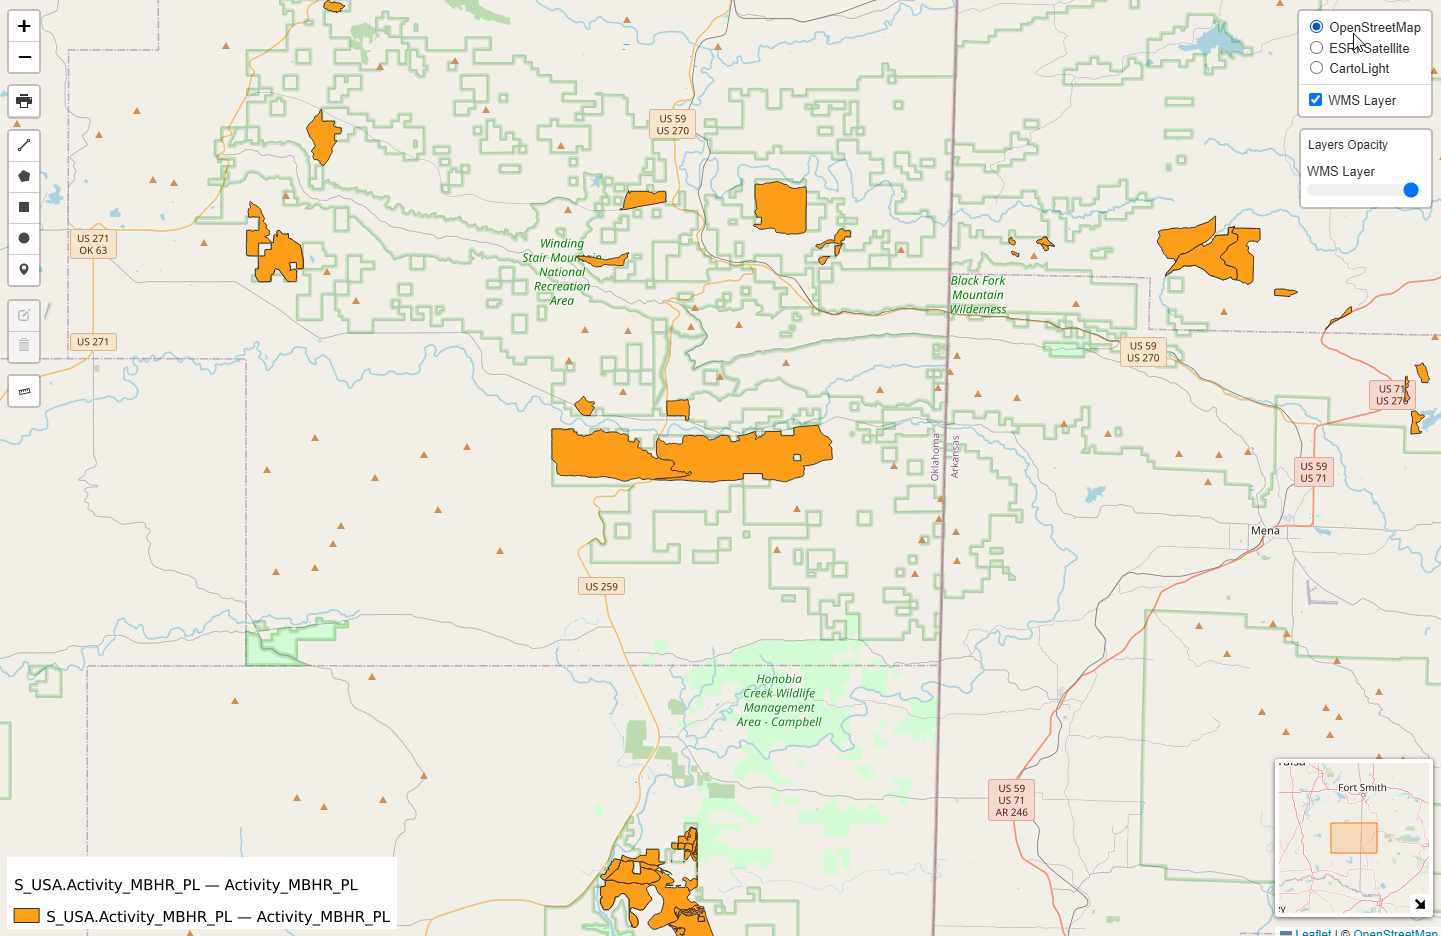 +
−
OpenStreetMap
ESRI Satellite
CartoLight
WMS Layer
Layers Opacity
WMS Layer
US 59
US 270
US 271
OK 63
Winding
Stair Mountain
National
Recreation
Area
Black Fork
Mountain
Wilderness
US 271
US 59
US 270
US 71
US 270
Oklahoma
Arkansas
US 59
US 71
Mena
US 259
Honobia
Creek Wildlife
Management
Area - Campbell
US 59
US 71
AR 246
Fort Smith
S_USA.Activity_MBHR_PL — Activity_MBHR_PL
S_USA.Activity_MBHR_PL — Activity_MBHR_PL
Leaflet | © OpenStreetMap